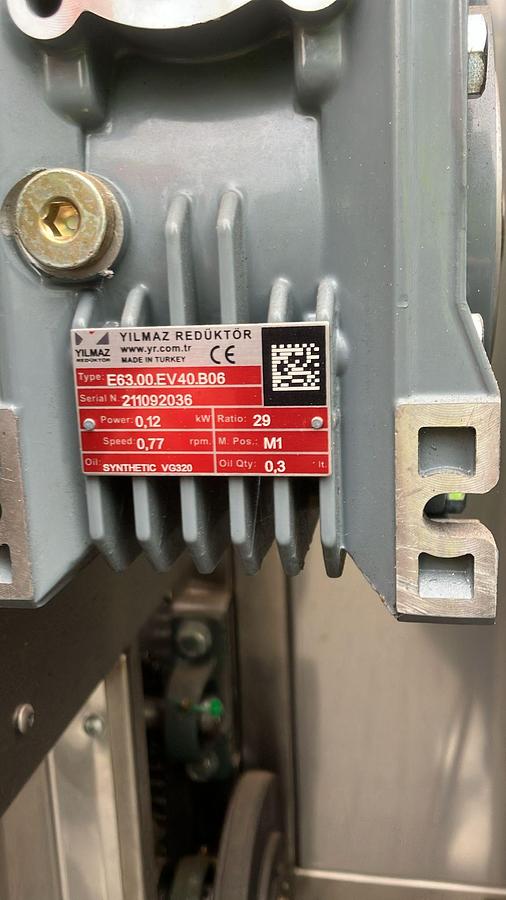 YILMAZ REDÜKTÖR
YILMAZ
REDÜKTÖR
www.yr.com.tr
MADE IN TURKEY
CE
Type: E63.00.EV40.B06
Serial N. 211092036
Power: 0,12 kW Ratio: 29
Speed: 0,77 rpm. M. Pos.: M1
Oil: SYNTHETIC VG320 Oil Qty: 0,3 lt.